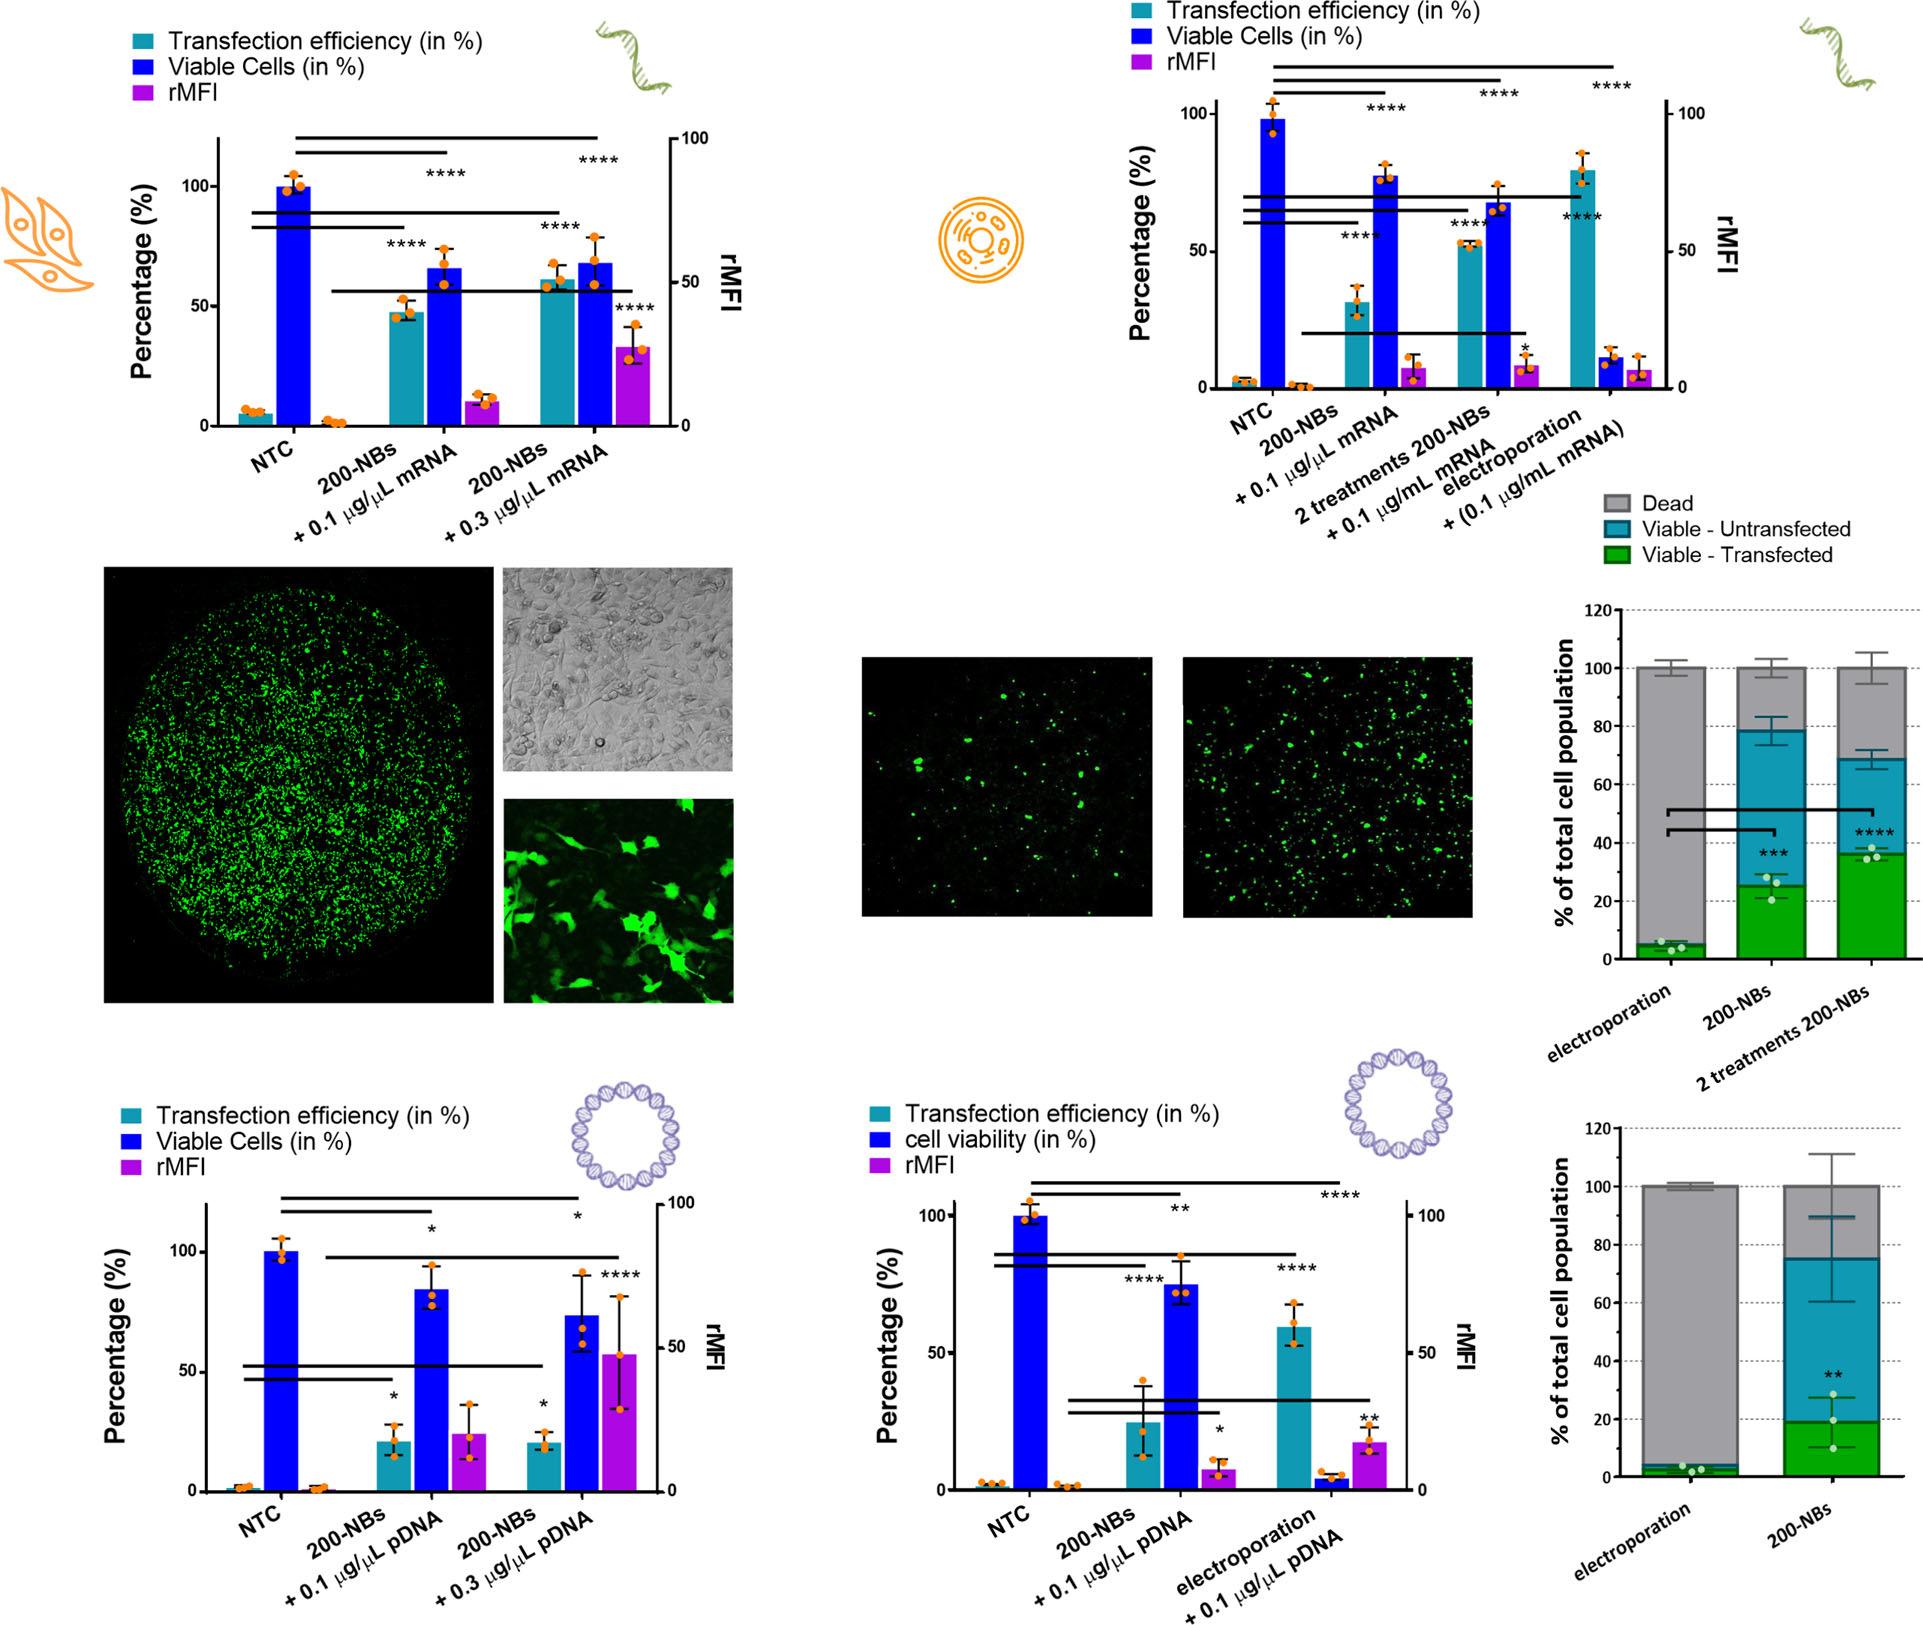 Transfection efficiency (in %)
Viable Cells (in %)
rMFI
100
50
0
Percentage (%)
****
****
****
****
****
100
50
0
rMFI
NTC
200-NBs
+ 0.1 µg/µL mRNA
200-NBs
+ 0.3 µg/µL mRNA
Transfection efficiency (in %)
Viable Cells (in %)
rMFI
100
50
0
Percentage (%)
****
****
****
****
****
****
*
100
50
0
rMFI
NTC
200-NBs
+ 0.1 µg/µL mRNA
2 treatments 200-NBs
+ 0.1 µg/mL mRNA
electroporation
+ (0.1 µg/mL mRNA)
Dead
Viable - Untransfected
Viable - Transfected
120
100
80
60
40
20
0
% of total cell population
***
****
electroporation
200-NBs
2 treatments 200-NBs
Transfection efficiency (in %)
Viable Cells (in %)
rMFI
100
50
0
Percentage (%)
*
*
****
*
*
100
50
0
rMFI
NTC
200-NBs
+ 0.1 µg/µL pDNA
200-NBs
+ 0.3 µg/µL pDNA
Transfection efficiency (in %)
cell viability (in %)
rMFI
100
50
0
Percentage (%)
****
**
****
****
*
**
100
50
0
rMFI
NTC
200-NBs
+ 0.1 µg/µL pDNA
electroporation
+ 0.1 µg/µL pDNA
120
100
80
60
40
20
0
% of total cell population
**
electroporation
200-NBs